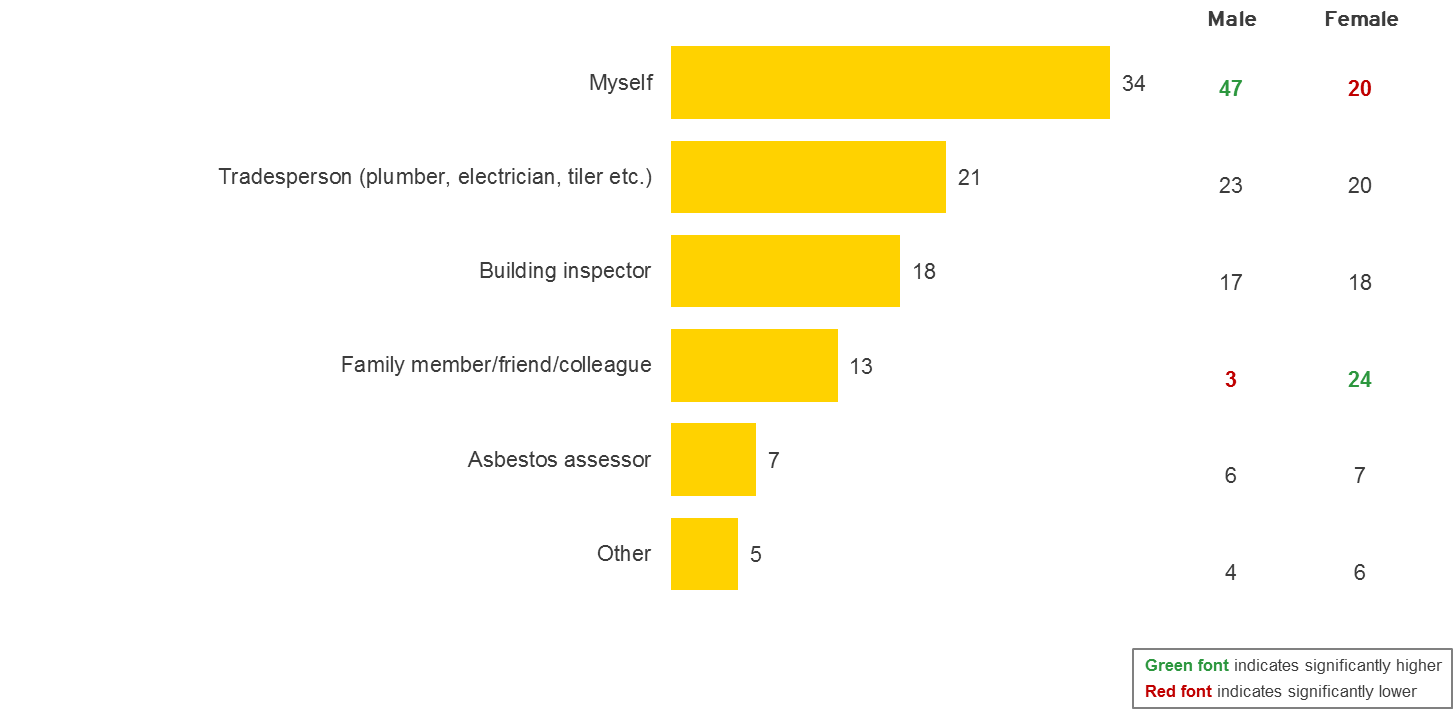 Male Female
Myself 34 47 20
Tradesperson (plumber, electrician, tiler etc.) 21 23 20
Building inspector 18 17 18
Family member/friend/colleague 13 3 24
Asbestos assessor 7 6 7
Other 5 4 6
Green font indicates significantly higher
Red font indicates significantly lower